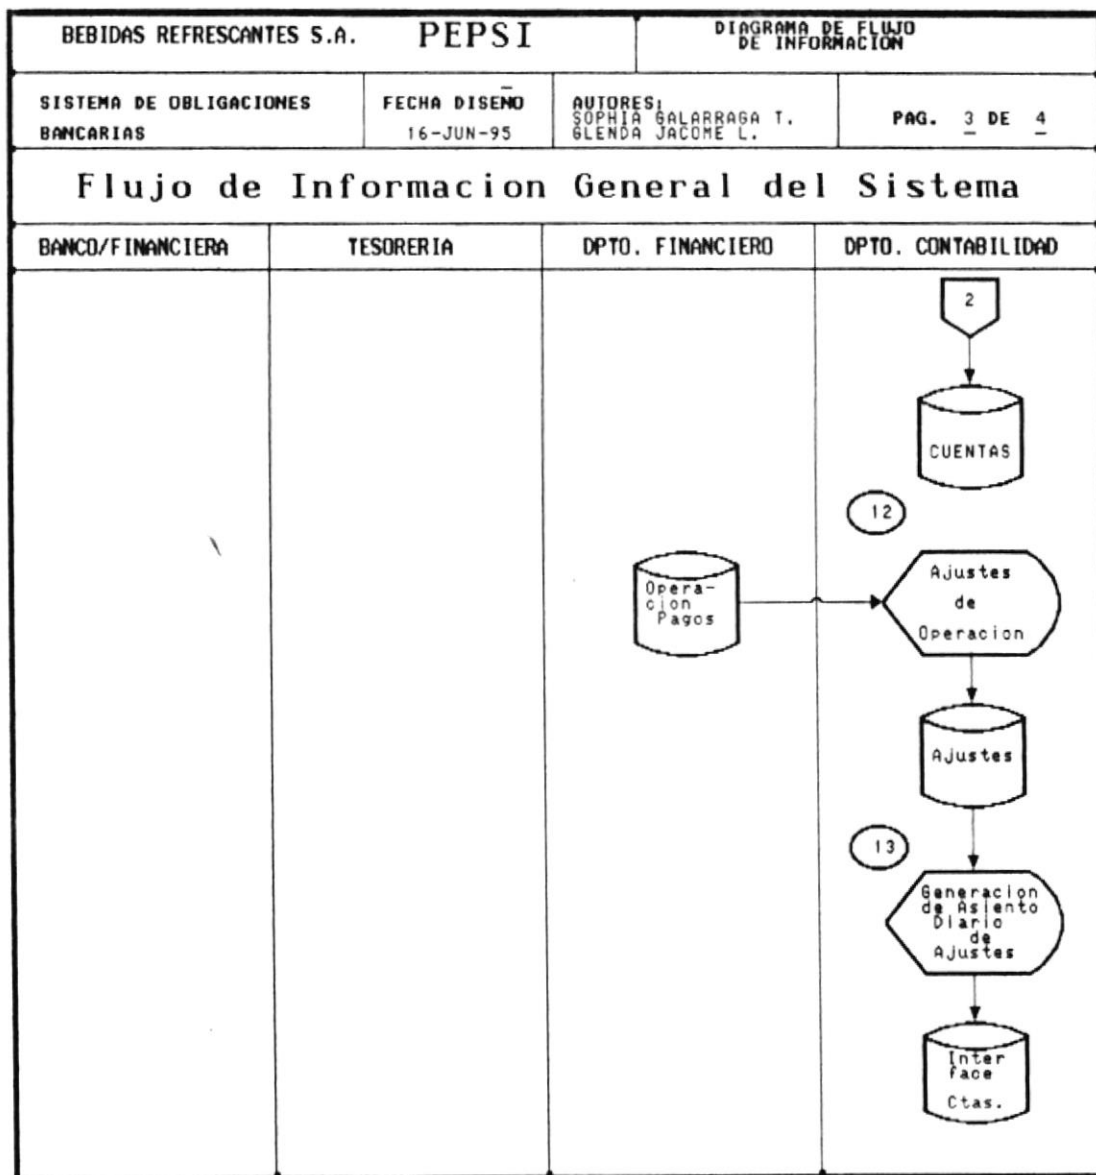 BEBIDAS REFRESCANTES S.A. PEPSI
DIAGRAMA DE FLUJO
DE INFORMACION
SISTEMA DE OBLIGACIONES
BANCARIAS
FECHA DISEÑO
16-JUN-95
AUTORES:
SOPHIA GALARRAGA T.
GLENDA JACOME L.
PAG. 3 DE 4
Flujo de Informacion General del Sistema
BANCO/FINANCIERA
TESORERIA
DPTO. FINANCIERO
DPTO. CONTABILIDAD
2
CUENTAS
12
Opera-
cion
Pagos
Ajustes
de
Operacion
Ajustes
13
Generacion
de Asiento
Diario
de
Ajustes
Inter
face
Ctas.